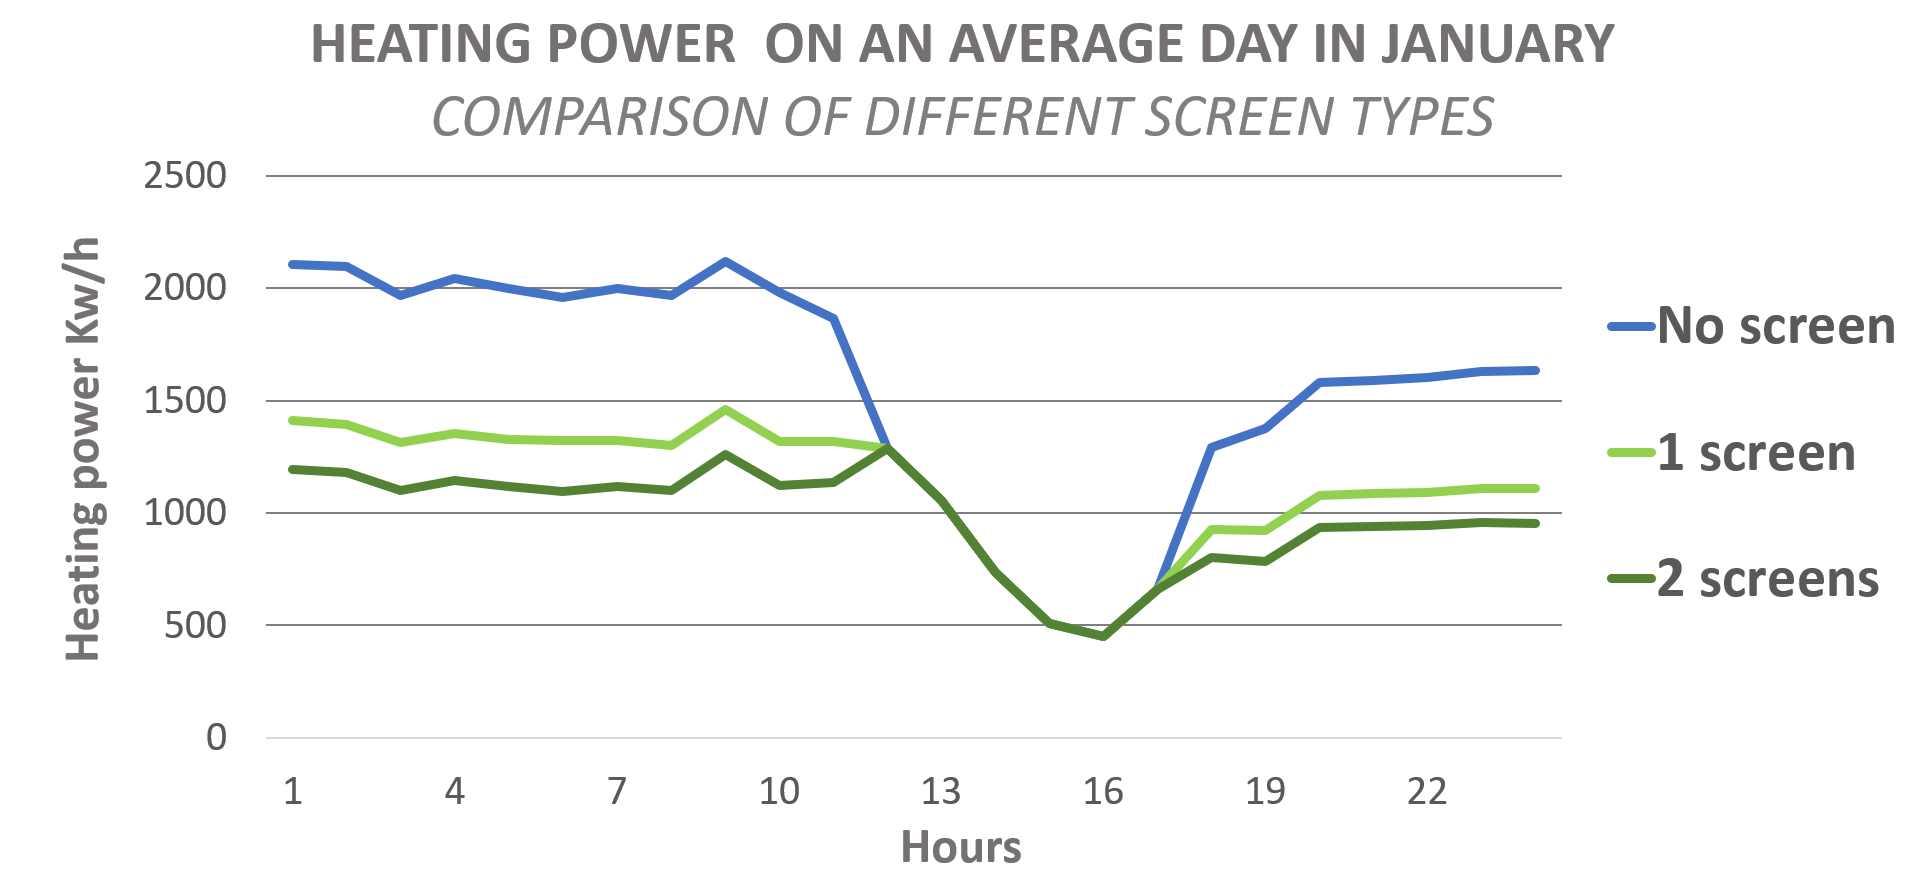 HEATING POWER  ON AN AVERAGE DAY IN JANUARY
COMPARISON OF DIFFERENT SCREEN TYPES
Heating power Kw/h
2500
2000
1500
1000
500
0
1 4 7 10 13 16 19 22
Hours
No screen
1 screen
2 screens